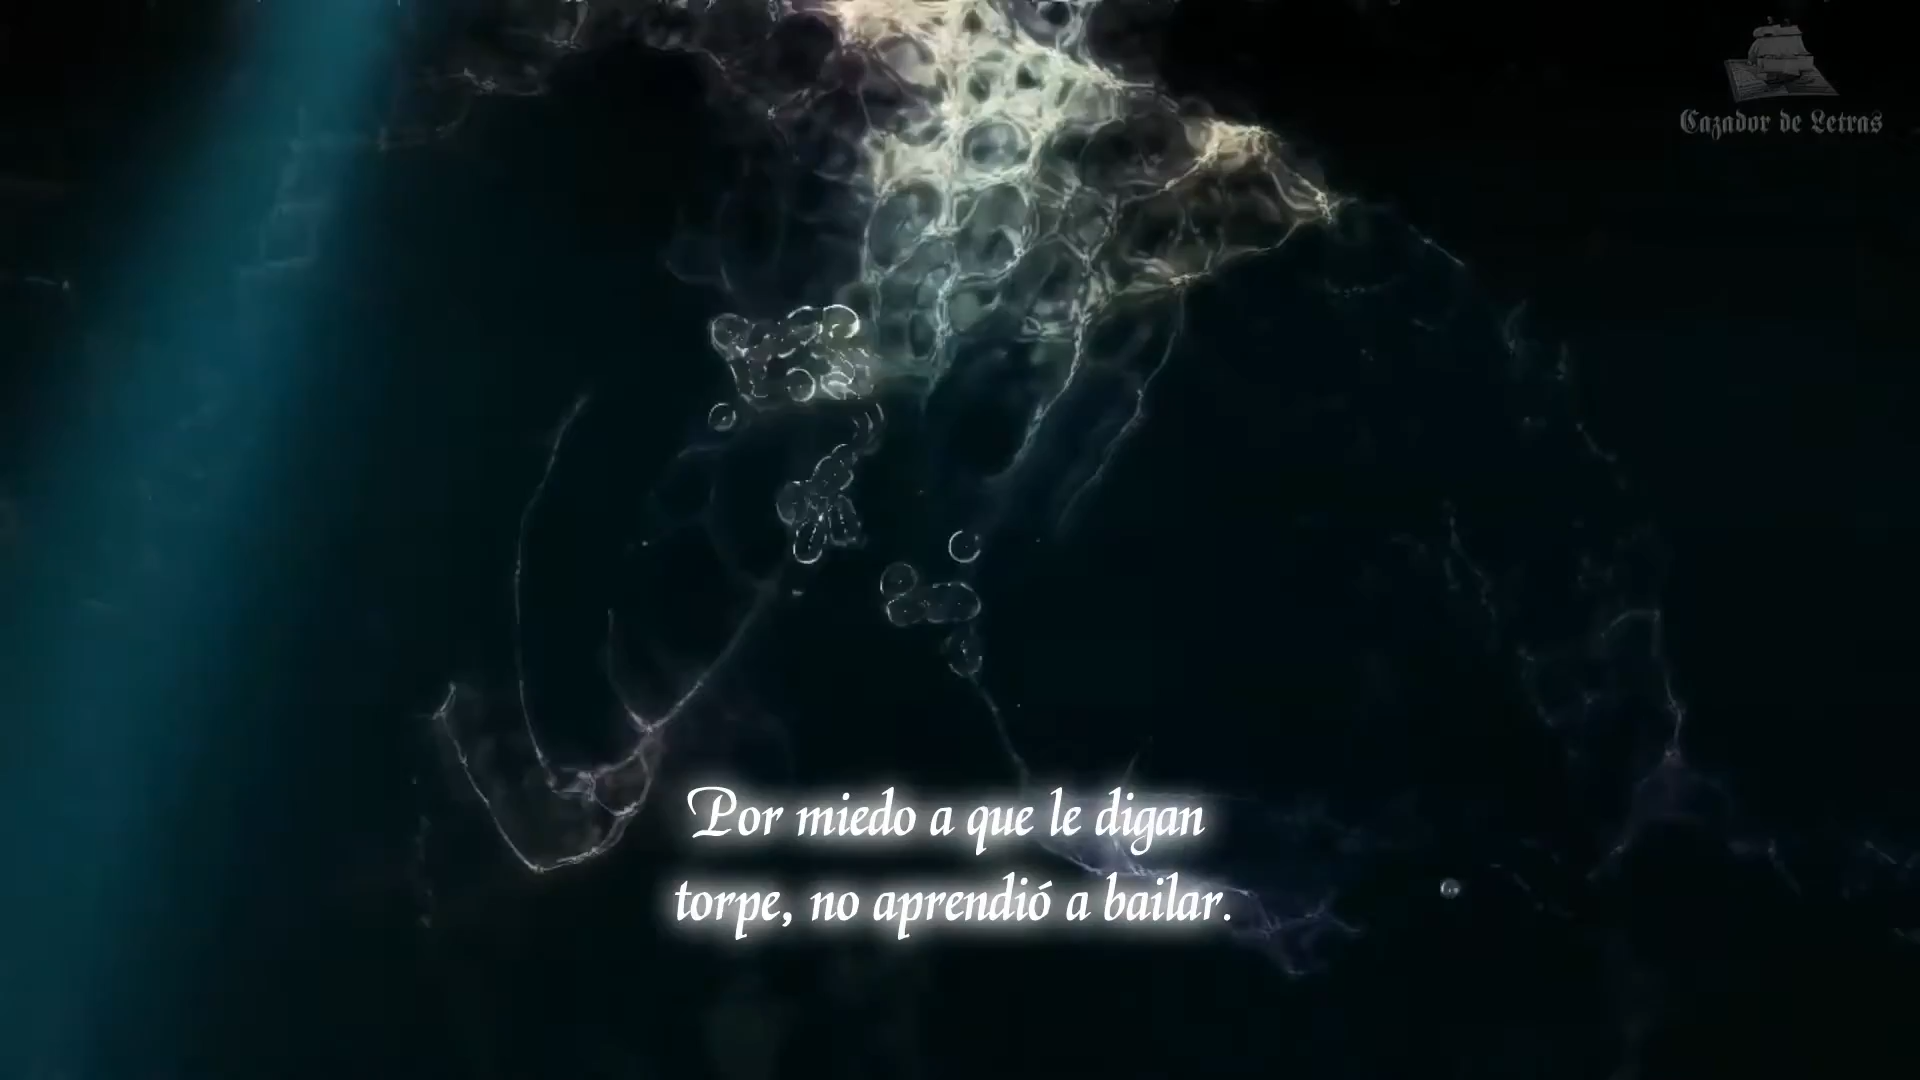 Cazador de Letras
Por miedo a que le digan
torpe, no aprendió a bailar.